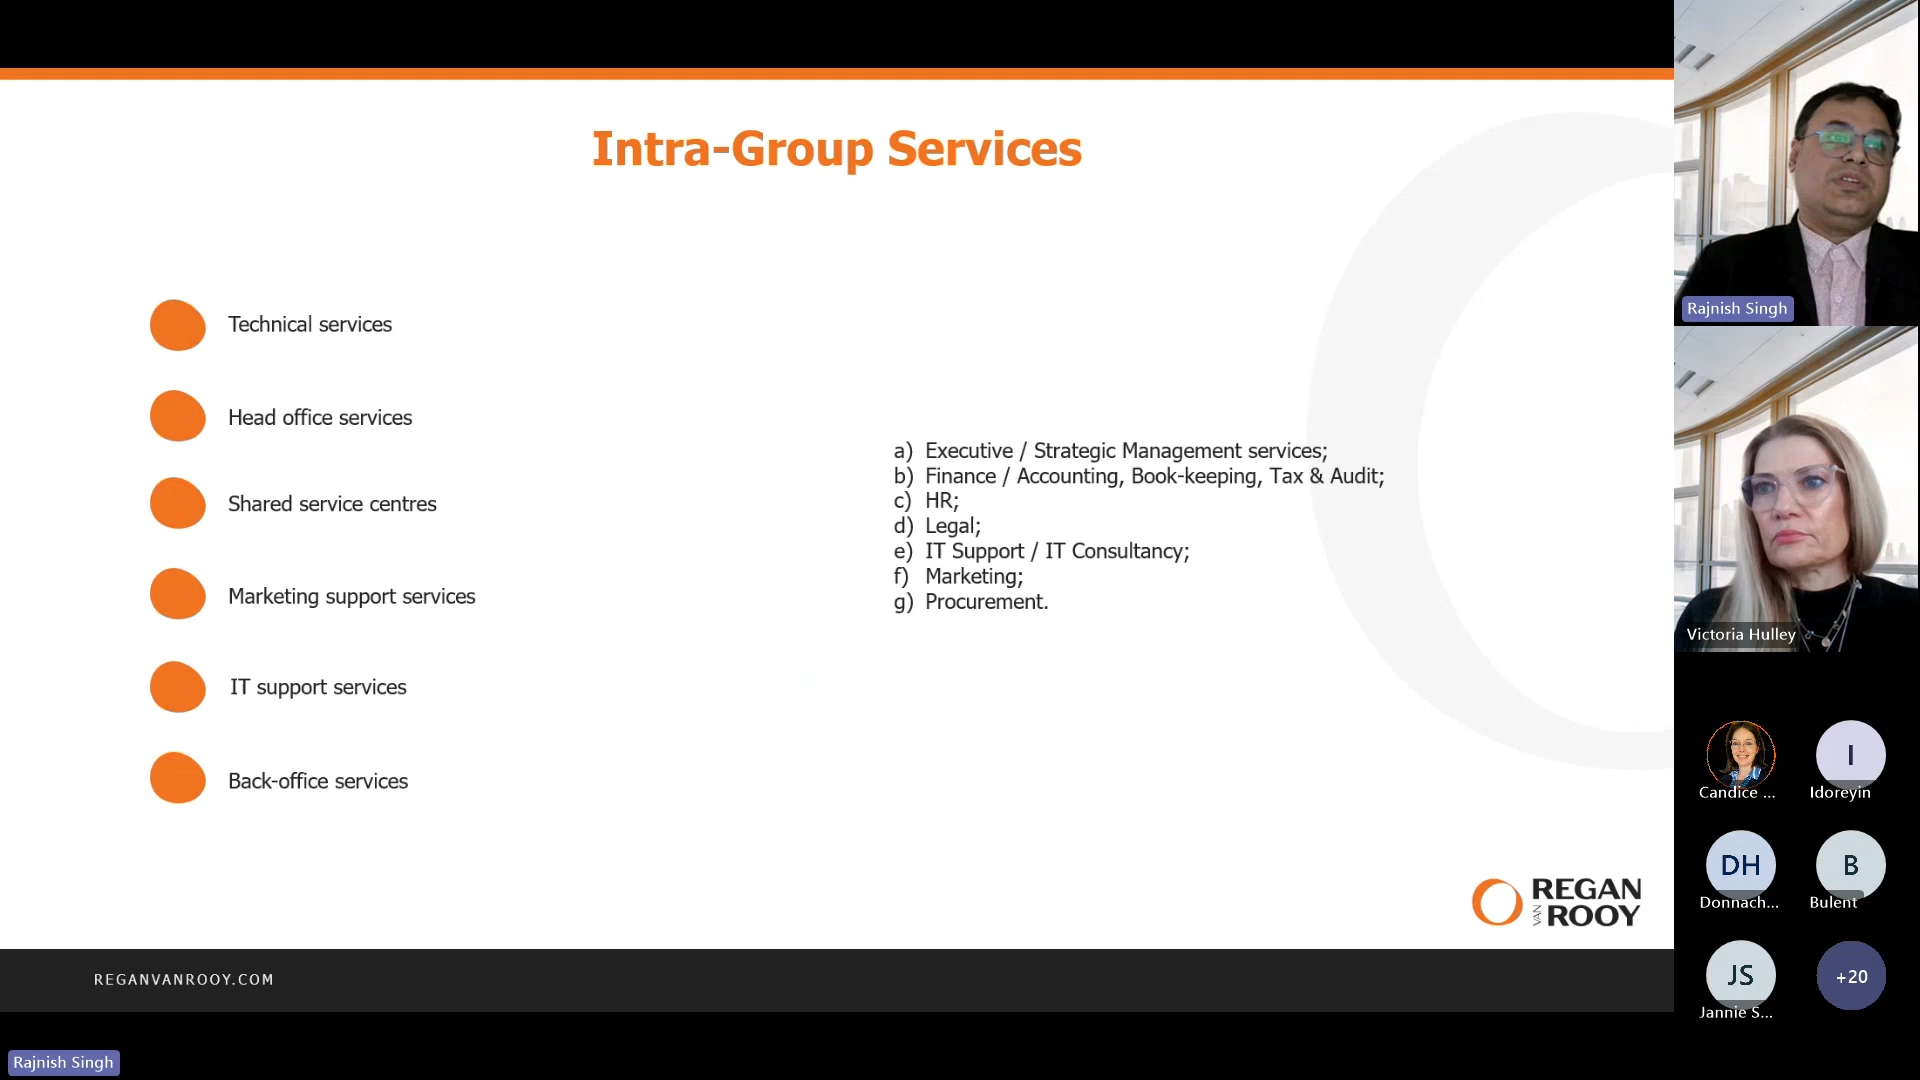 Intra-Group Services
Technical services
Head office services
Shared service centres
Marketing support services
IT support services
Back-office services
a) Executive / Strategic Management services;
b) Finance / Accounting, Book-keeping, Tax & Audit;
c) HR;
d) Legal;
e) IT Support / IT Consultancy;
f) Marketing;
g) Procurement.
REGAN
VAN ROOY
REGANVANROOY.COM
Rajnish Singh
Victoria Hulley
Candice ...
I
Idoreyin
DH
Donnach...
B
Bulent
JS
Jannie S...
+20
Rajnish Singh